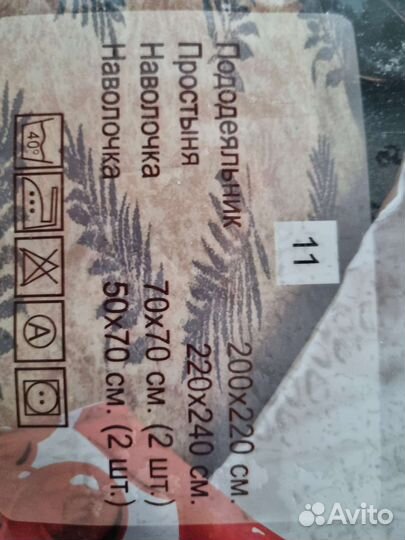 Пододеяльник 200х220 см.
Простыня 220х240 см.
Наволочка 70х70 см. (2 шт.)
Наволочка 50х70 см. (2 шт.)
11
40°
A
Avito